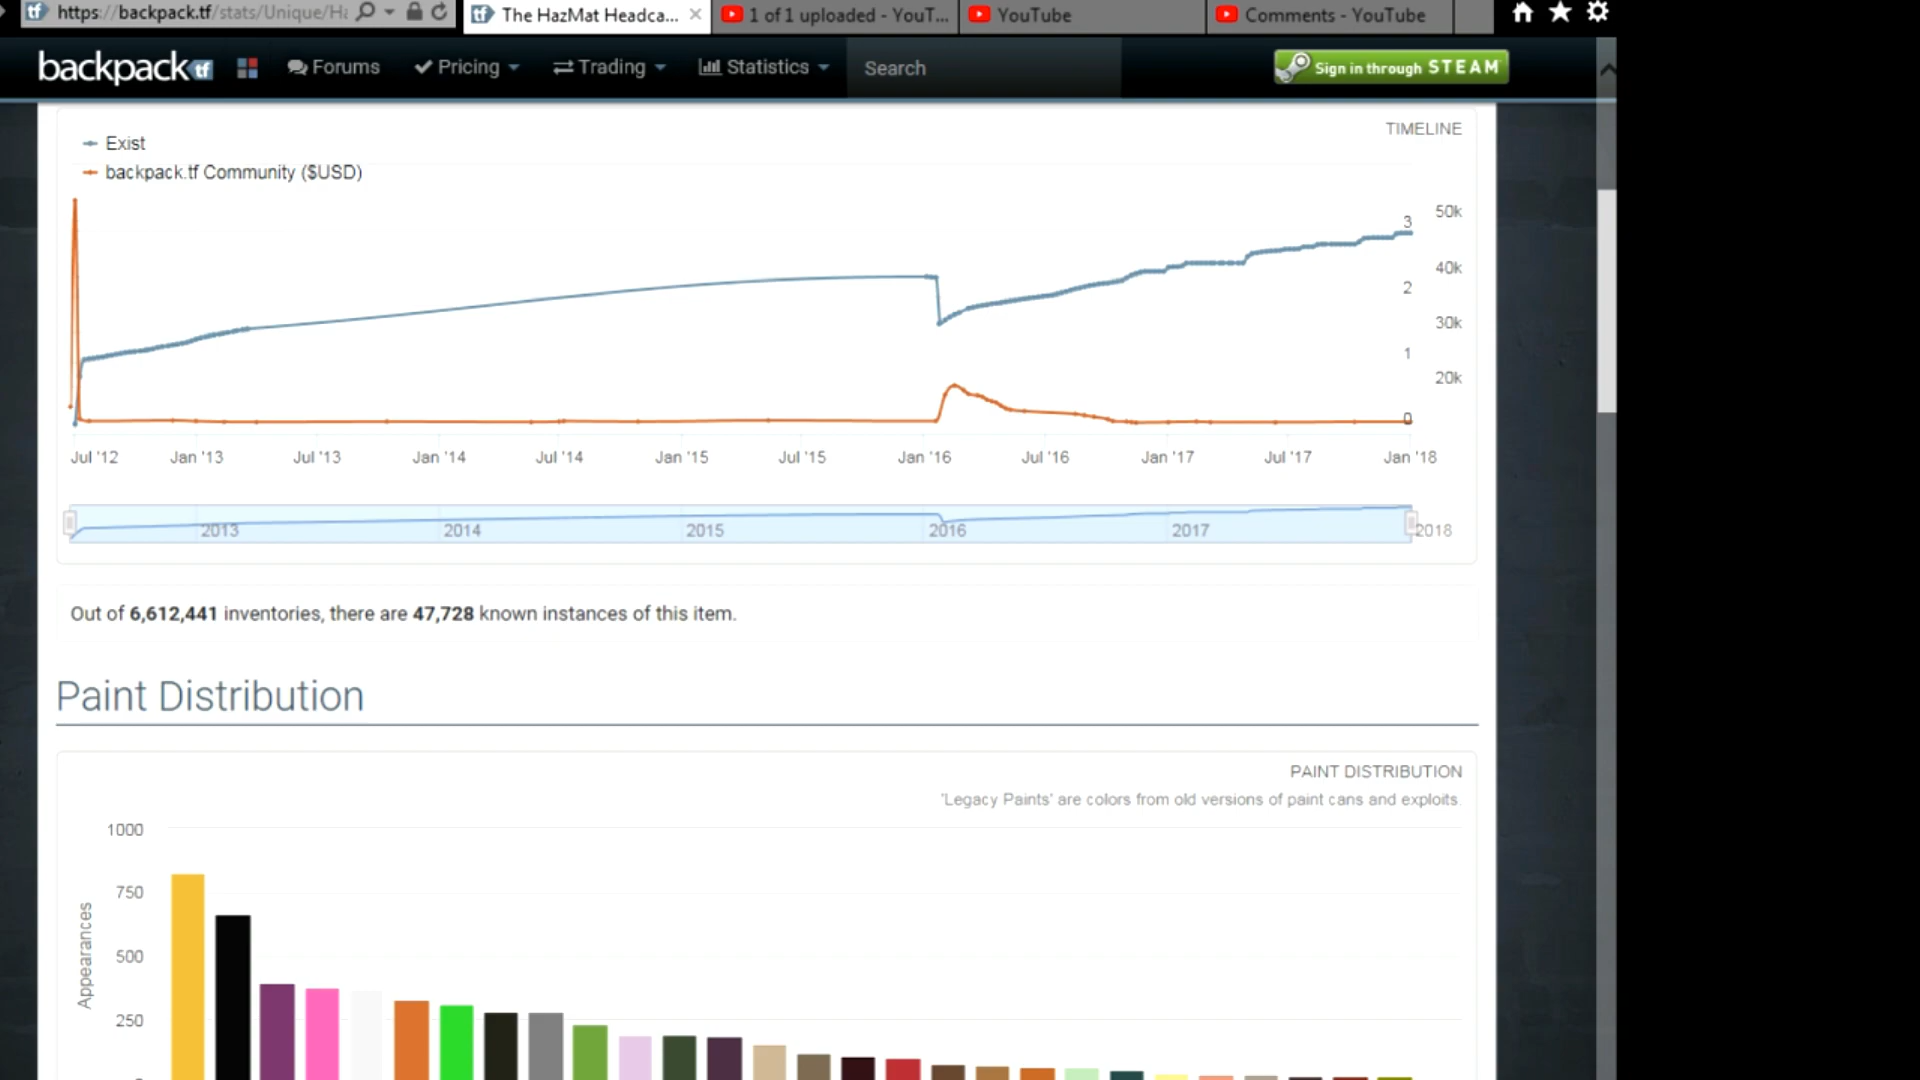 https://backpack.tf/stats/Unique/Ha
The HazMat Headca...
1 of 1 uploaded - YouT...
YouTube
Comments - YouTube
backpack tf
Forums
Pricing
Trading
Statistics
Search
Sign in through STEAM
TIMELINE
Exist
backpack.tf Community ($USD)
50k
3
40k
2
30k
1
20k
0
Jul '12 Jan '13 Jul '13 Jan '14 Jul '14 Jan '15 Jul '15 Jan '16 Jul '16 Jan '17 Jul '17 Jan '18
2013 2014 2015 2016 2017 2018
Out of 6,612,441 inventories, there are 47,728 known instances of this item.
Paint Distribution
PAINT DISTRIBUTION
'Legacy Paints' are colors from old versions of paint cans and exploits.
1000
750
500
250
Appearances